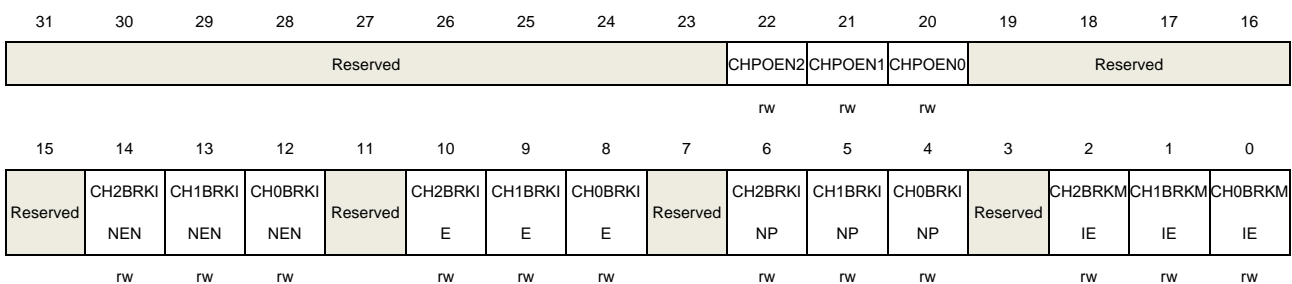 31 30 29 28 27 26 25 24 23 22 21 20 19 18 17 16
Reserved CHPOEN2 CHPOEN1 CHPOEN0 Reserved
rw rw rw
15 14 13 12 11 10 9 8 7 6 5 4 3 2 1 0
CH2BRKI CH1BRKI CH0BRKI CH2BRKI CH1BRKI CH0BRKI CH2BRKI CH1BRKI CH0BRKI CH2BRKM CH1BRKM CH0BRKM
Reserved Reserved Reserved Reserved
NEN NEN NEN E E E NP NP NP IE IE IE
rw rw rw rw rw rw rw rw rw rw rw rw